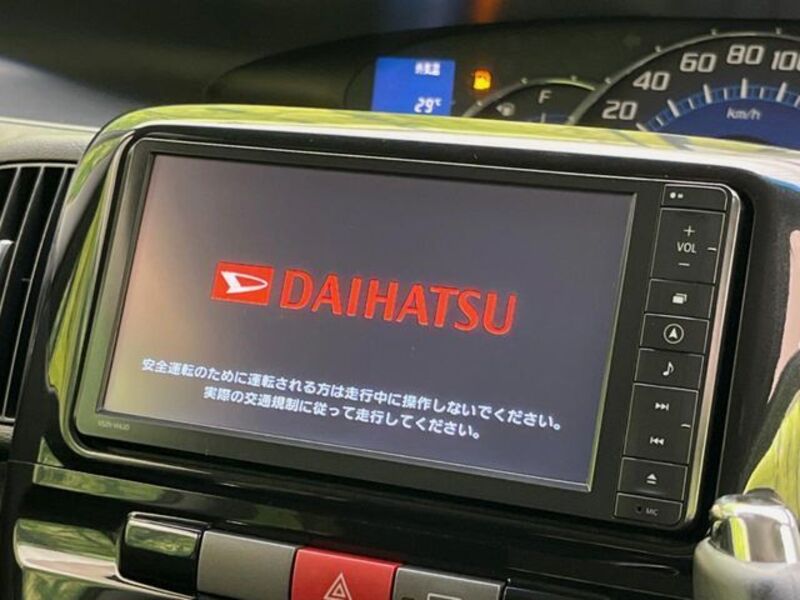 外気温
29℃
F
20 40 60 80 100
km/h
DAIHATSU
安全運転のために運転される方は走行中に操作しないでください。
実際の交通規制に従って走行してください。
+
VOL
−
MIC